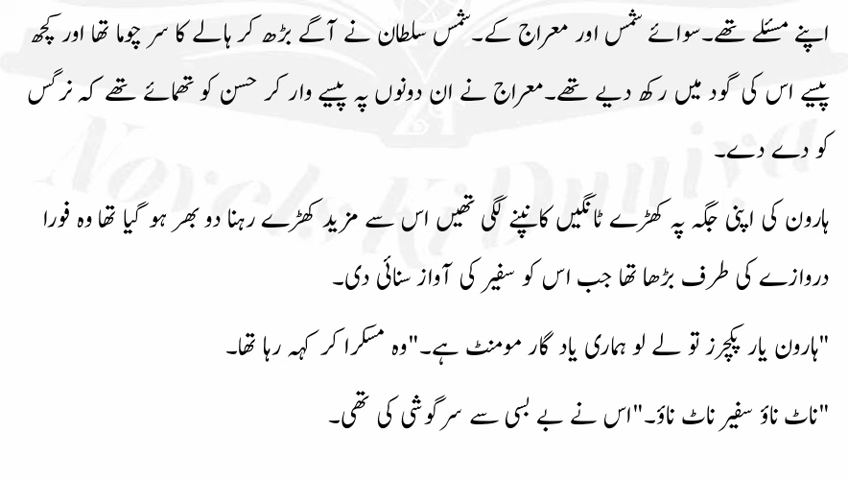 اپنے مسئلے تھے۔سوائے شمس اور معراج کے۔شمس سلطان نے آگے بڑھ کر ہالے کا سر چوما تھا اور کچھ
پیسے اس کی گود میں رکھ دیے تھے۔معراج نے ان دونوں پہ پیسے وار کر حسن کو تھمائے تھے کہ نرگس
کو دے دے۔
ہارون کی اپنی جگہ پہ کھڑے ٹانگیں کانپنے لگی تھیں اس سے مزید کھڑے رہنا دو بھر ہو گیا تھا وہ فورا
دروازے کی طرف بڑھا تھا جب اس کو سفیر کی آواز سنائی دی۔
"ہارون یار پکچرز تو لے لو ہماری یاد گار مومنٹ ہے۔"وہ مسکرا کر کہہ رہا تھا۔
"ناٹ ناؤ سفیر ناٹ ناؤ۔"اس نے بے بسی سے سرگوشی کی تھی۔
Novels Ki Duniya